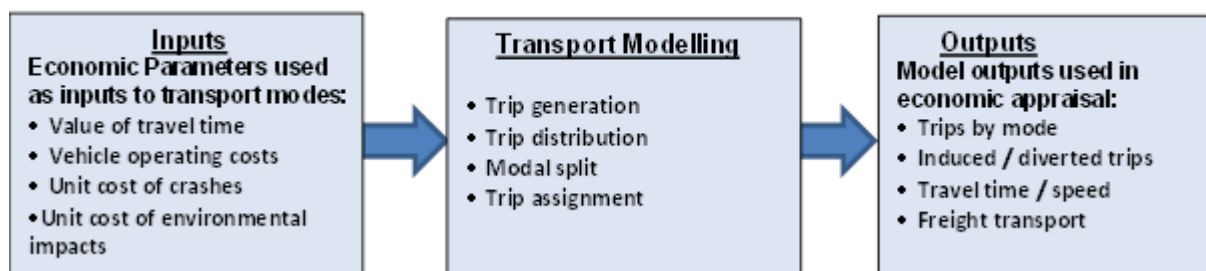 Inputs
Economic Parameters used
as inputs to transport modes:
• Value of travel time
• Vehicle operating costs
• Unit cost of crashes
•Unit cost of environmental
impacts
Transport Modelling
• Trip generation
• Trip distribution
• Modal split
• Trip assignment
Outputs
Model outputs used in
economic appraisal:
• Trips by mode
• Induced / diverted trips
• Travel time / speed
• Freight transport